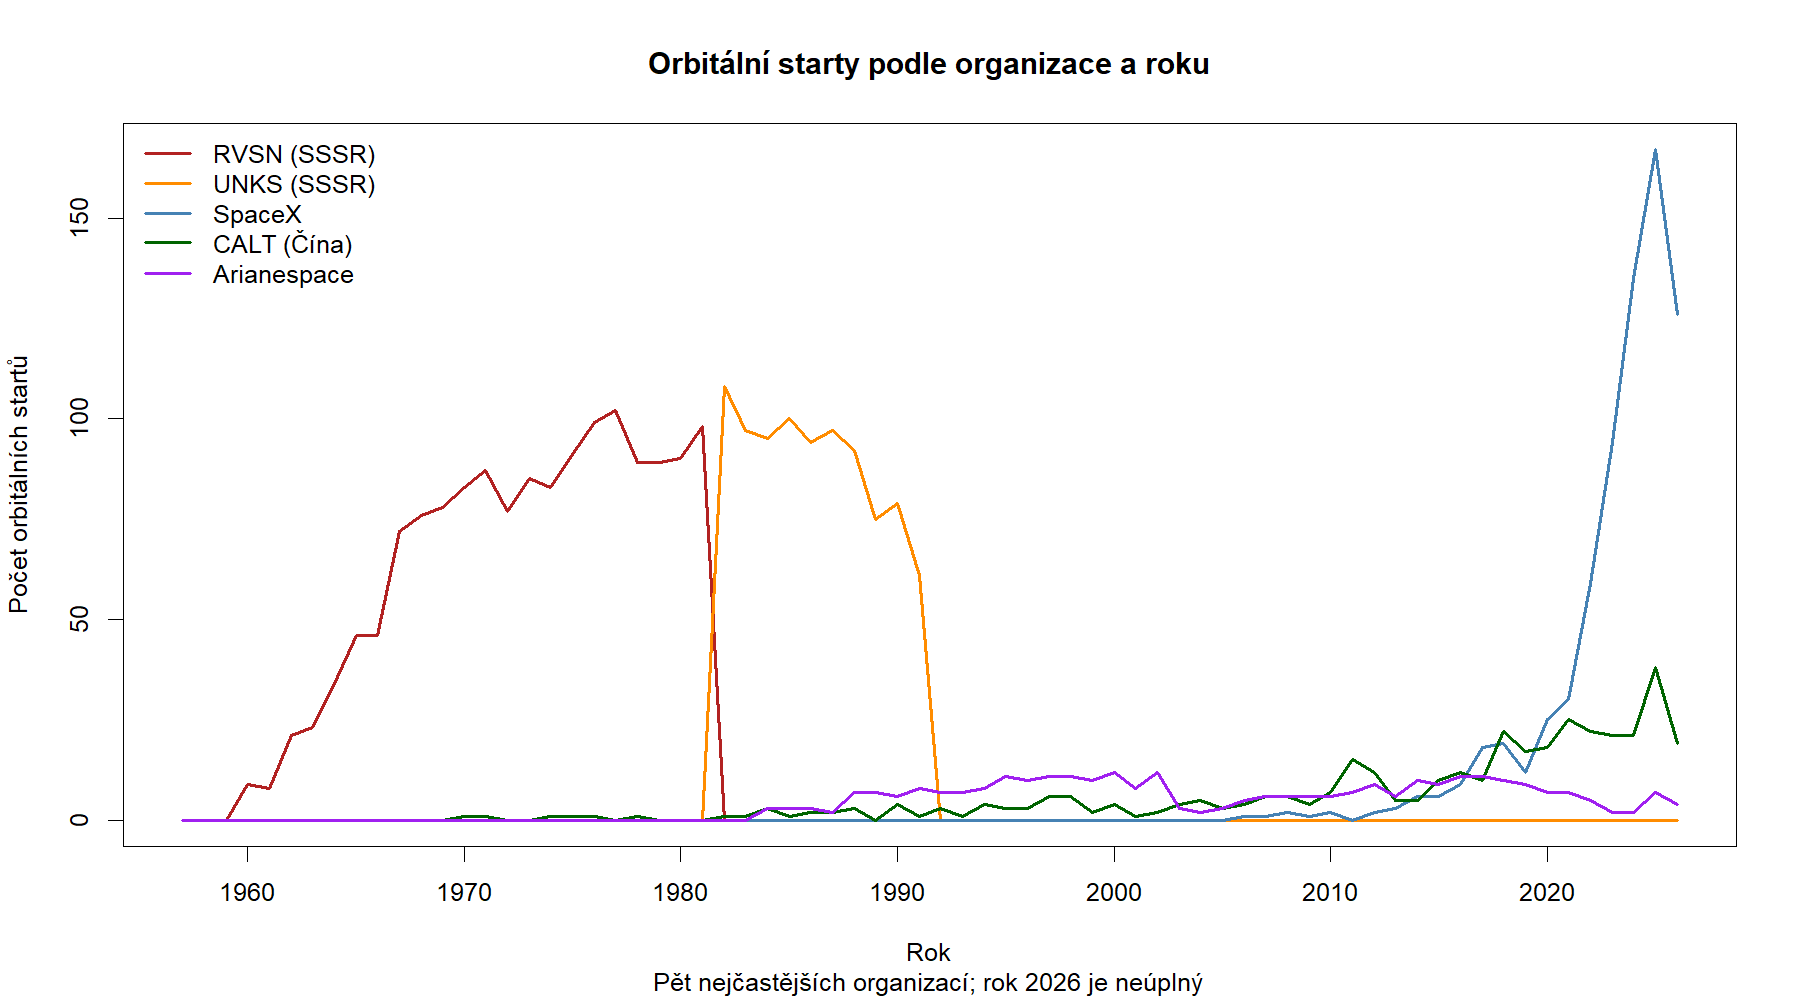 Orbitální starty podle organizace a roku
RVSN (SSSR)
UNKS (SSSR)
SpaceX
CALT (Čína)
Arianespace
Počet orbitálních startů
150
100
50
0
1960 1970 1980 1990 2000 2010 2020
Rok
Pět nejčastějších organizací; rok 2026 je neúplný